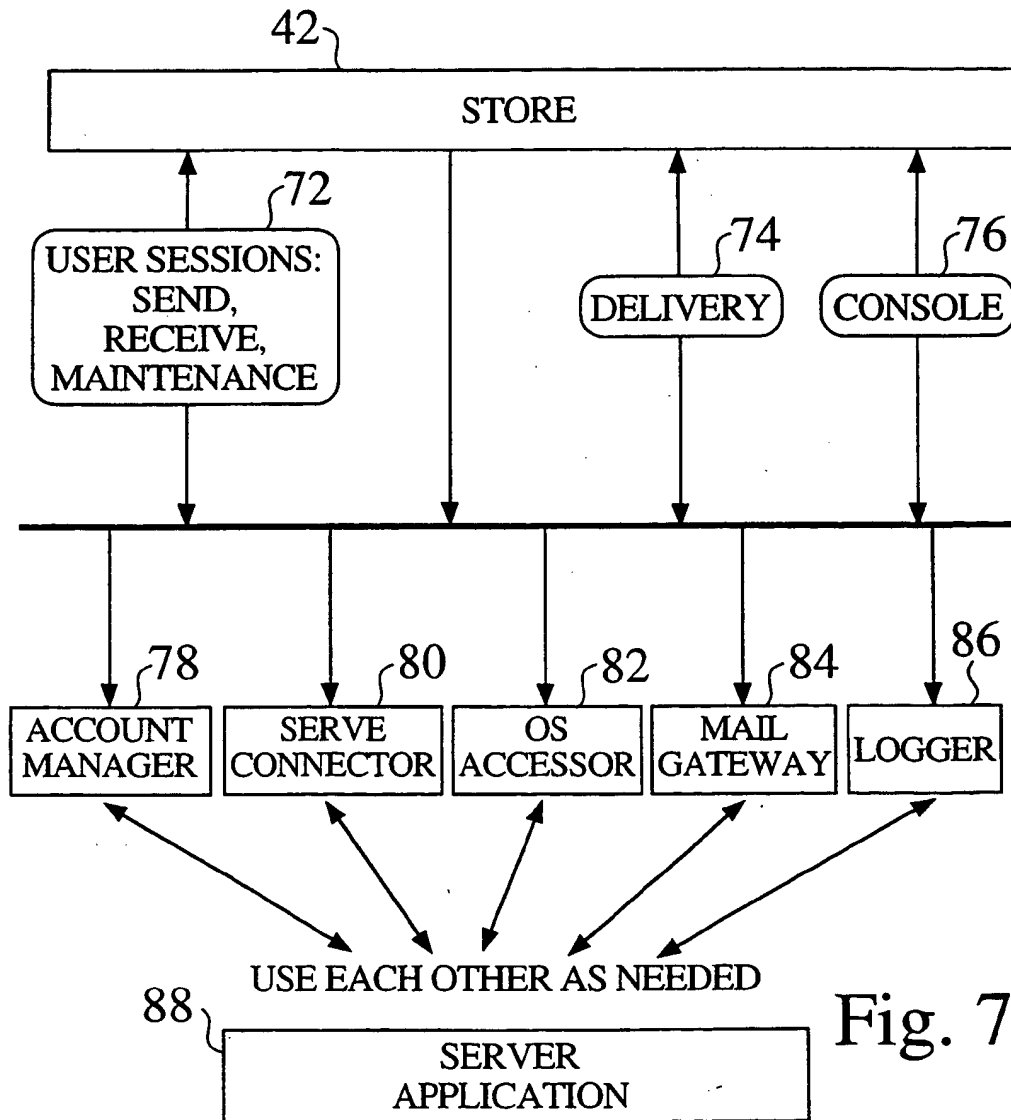 42
STORE
72
USER SESSIONS:
SEND,
RECEIVE,
MAINTENANCE
74
DELIVERY
76
CONSOLE
78
ACCOUNT
MANAGER
80
SERVE
CONNECTOR
82
OS
ACCESSOR
84
MAIL
GATEWAY
86
LOGGER
USE EACH OTHER AS NEEDED
88
SERVER
APPLICATION
Fig. 7